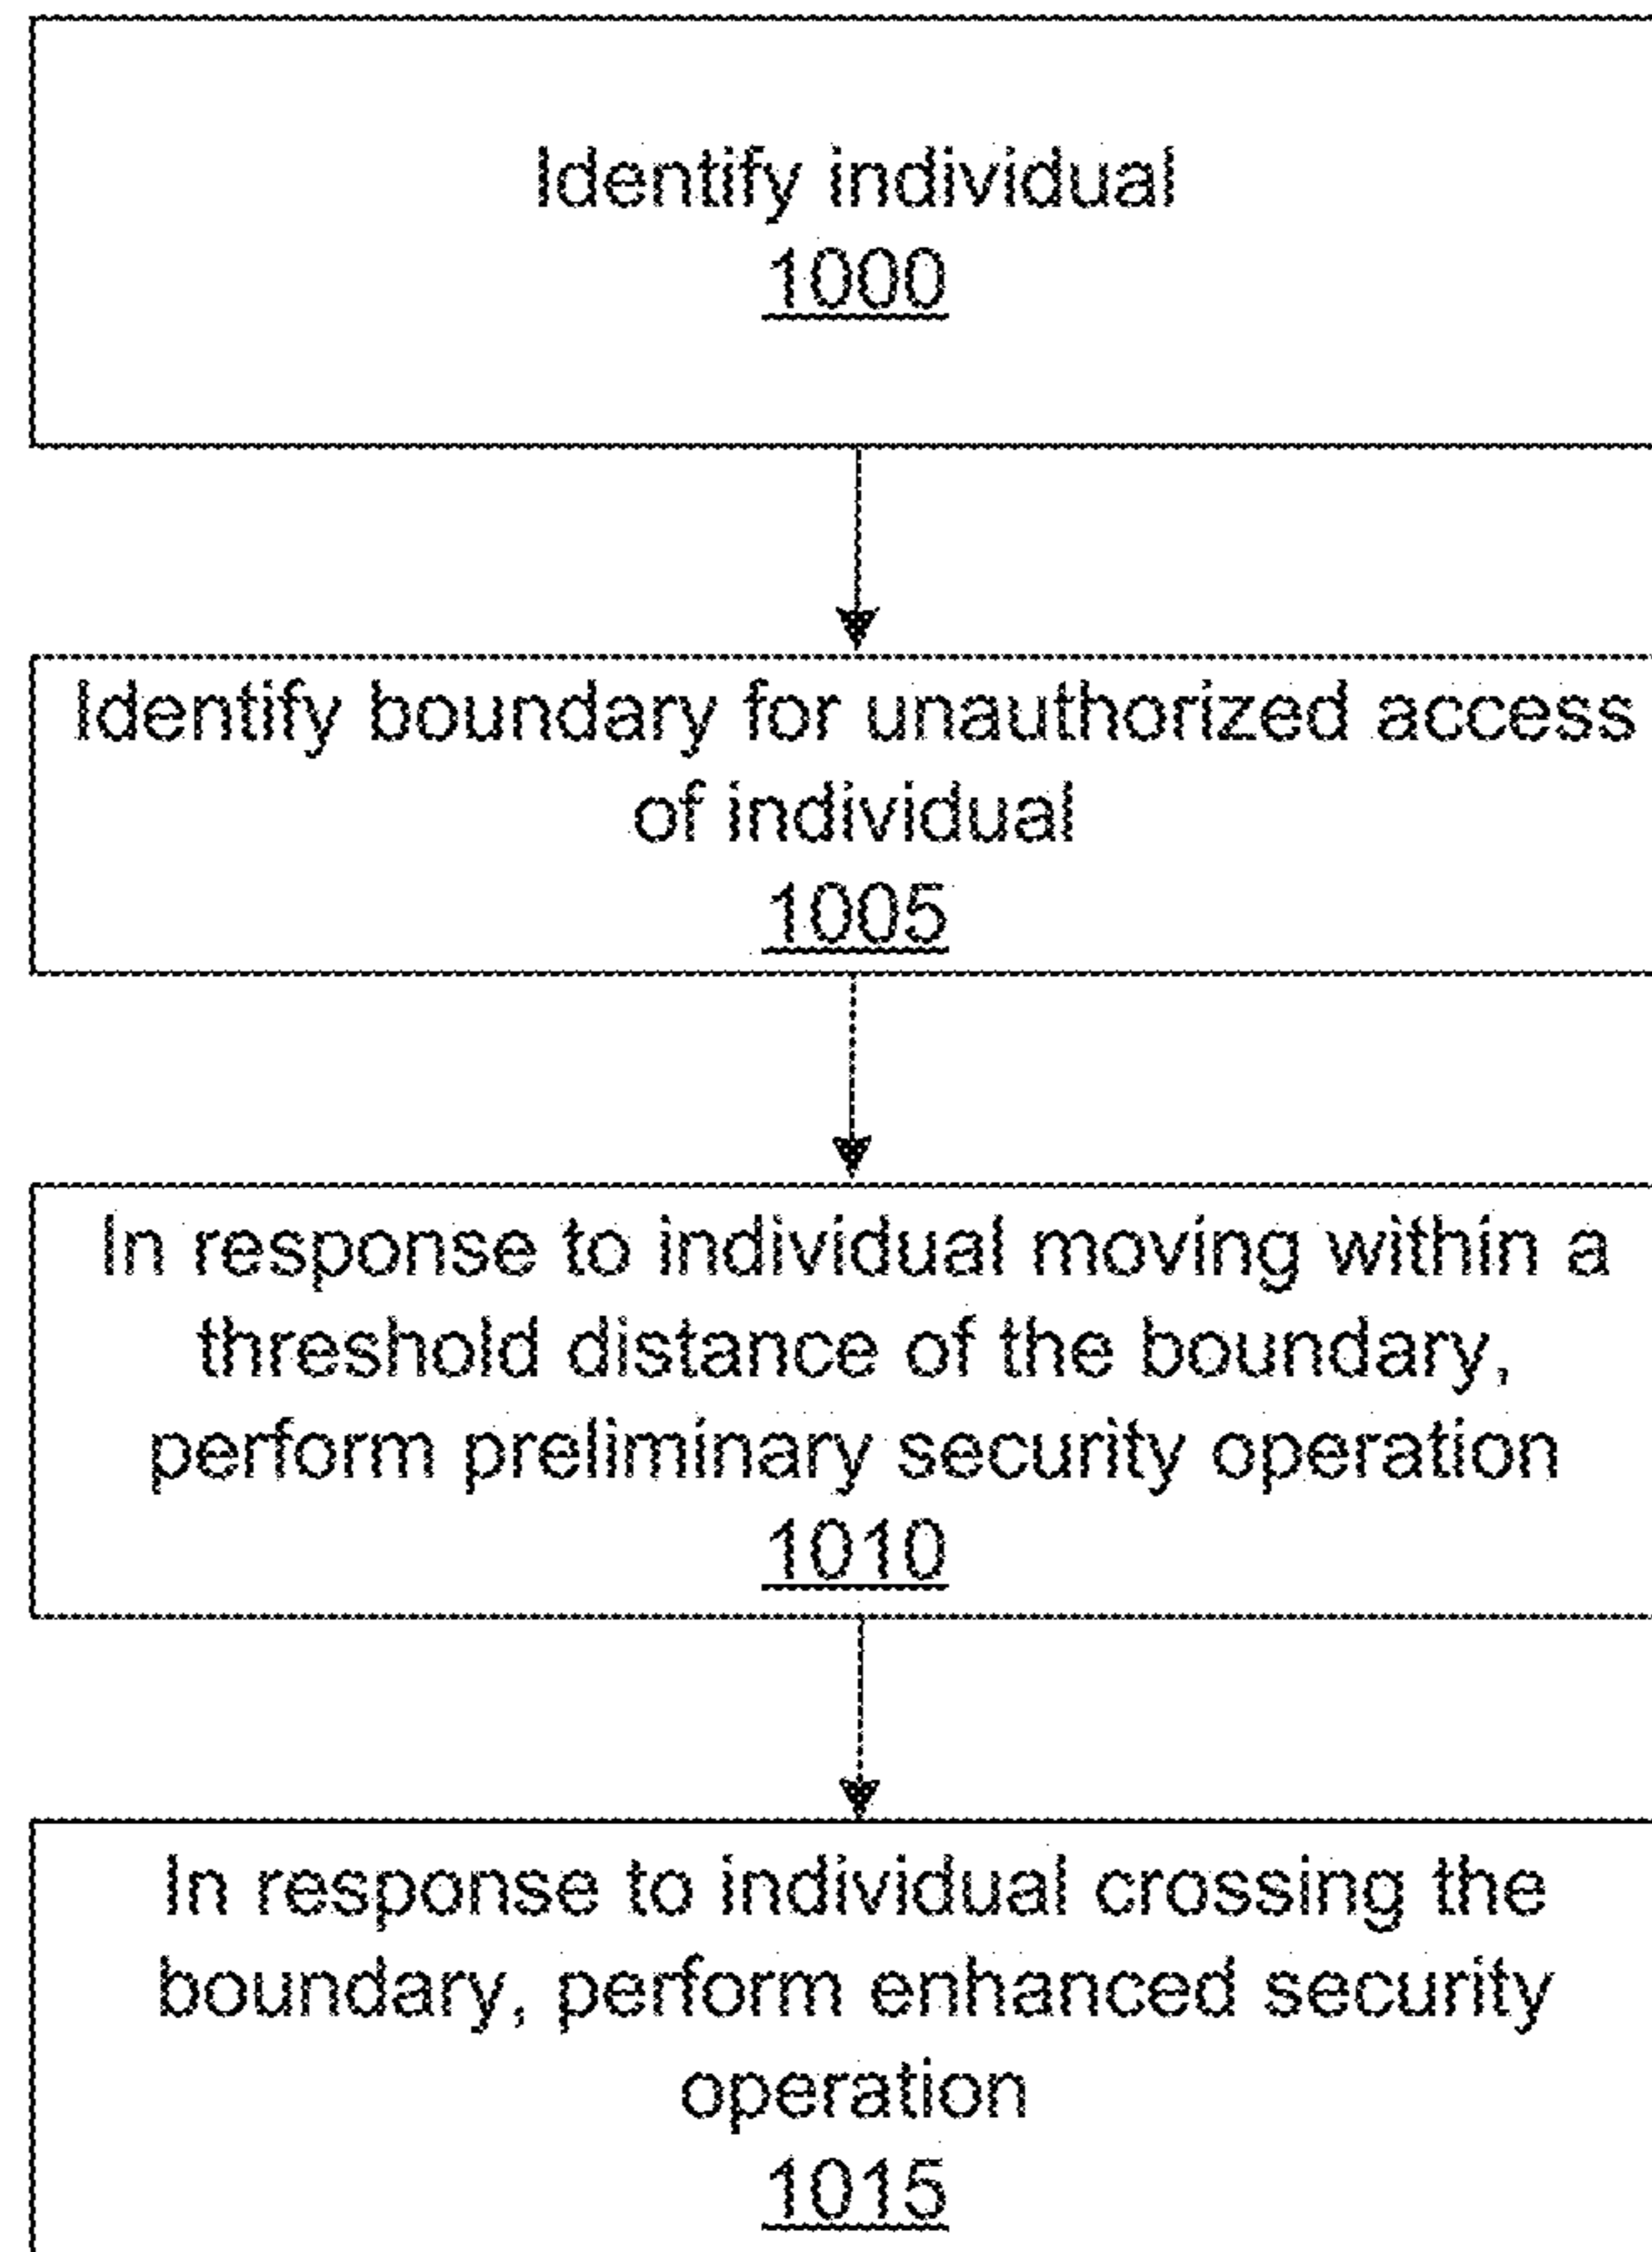 Identify individual
1000
Identify boundary for unauthorized access
of individual
1005
In response to individual moving within a
threshold distance of the boundary,
perform preliminary security operation
1010
In response to individual crossing the
boundary, perform enhanced security
operation
1015